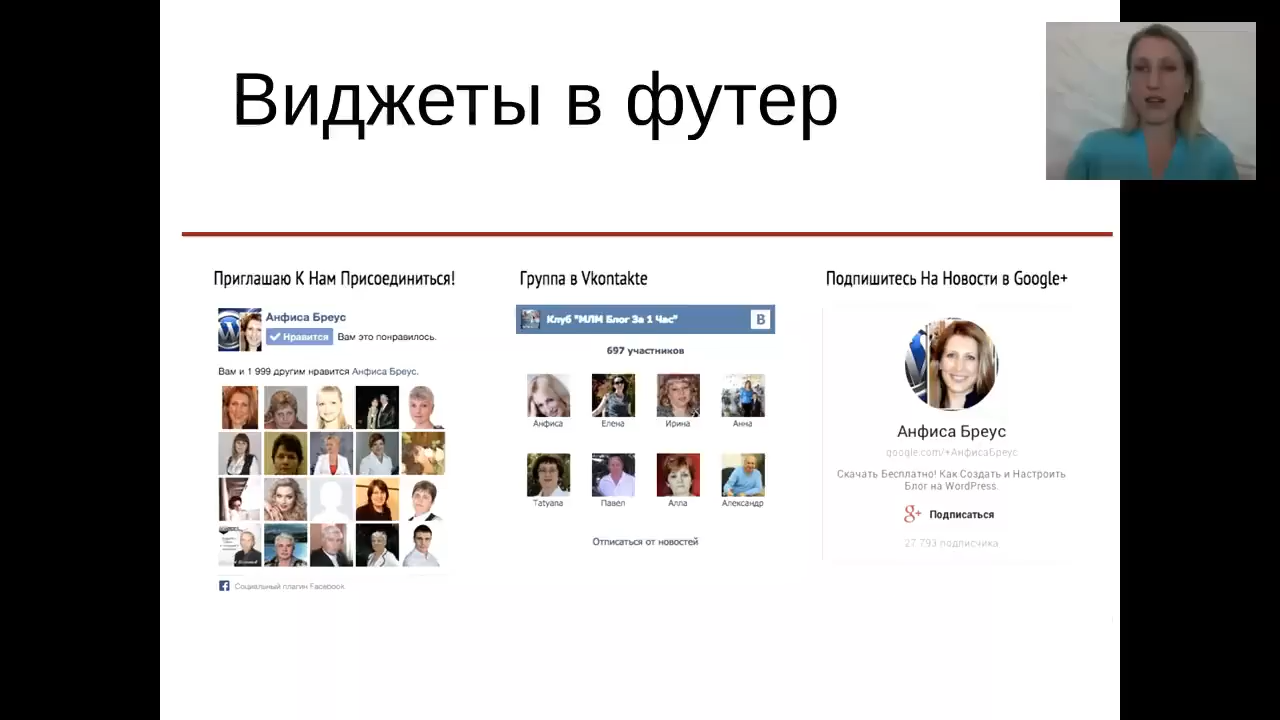 Виджеты в футер
Приглашаю К Нам Присоединиться!
Анфиса Бреус
Нравится Вам это понравилось.
Вам и 1 999 другим нравится Анфиса Бреус.
Социальный плагин Facebook.
Группа в Vkontakte
Клуб "МЛМ Блог За 1 Час" В
697 участников
Анфиса Елена Ирина Анна
Tatyana Павел Алла Александр
Отписаться от новостей
Подпишитесь На Новости в Google+
Анфиса Бреус
google.com/+АнфисаБреус
Скачать Бесплатно! Как Создать и Настроить
Блог на WordPress.
g+ Подписаться
27 793 подписчика